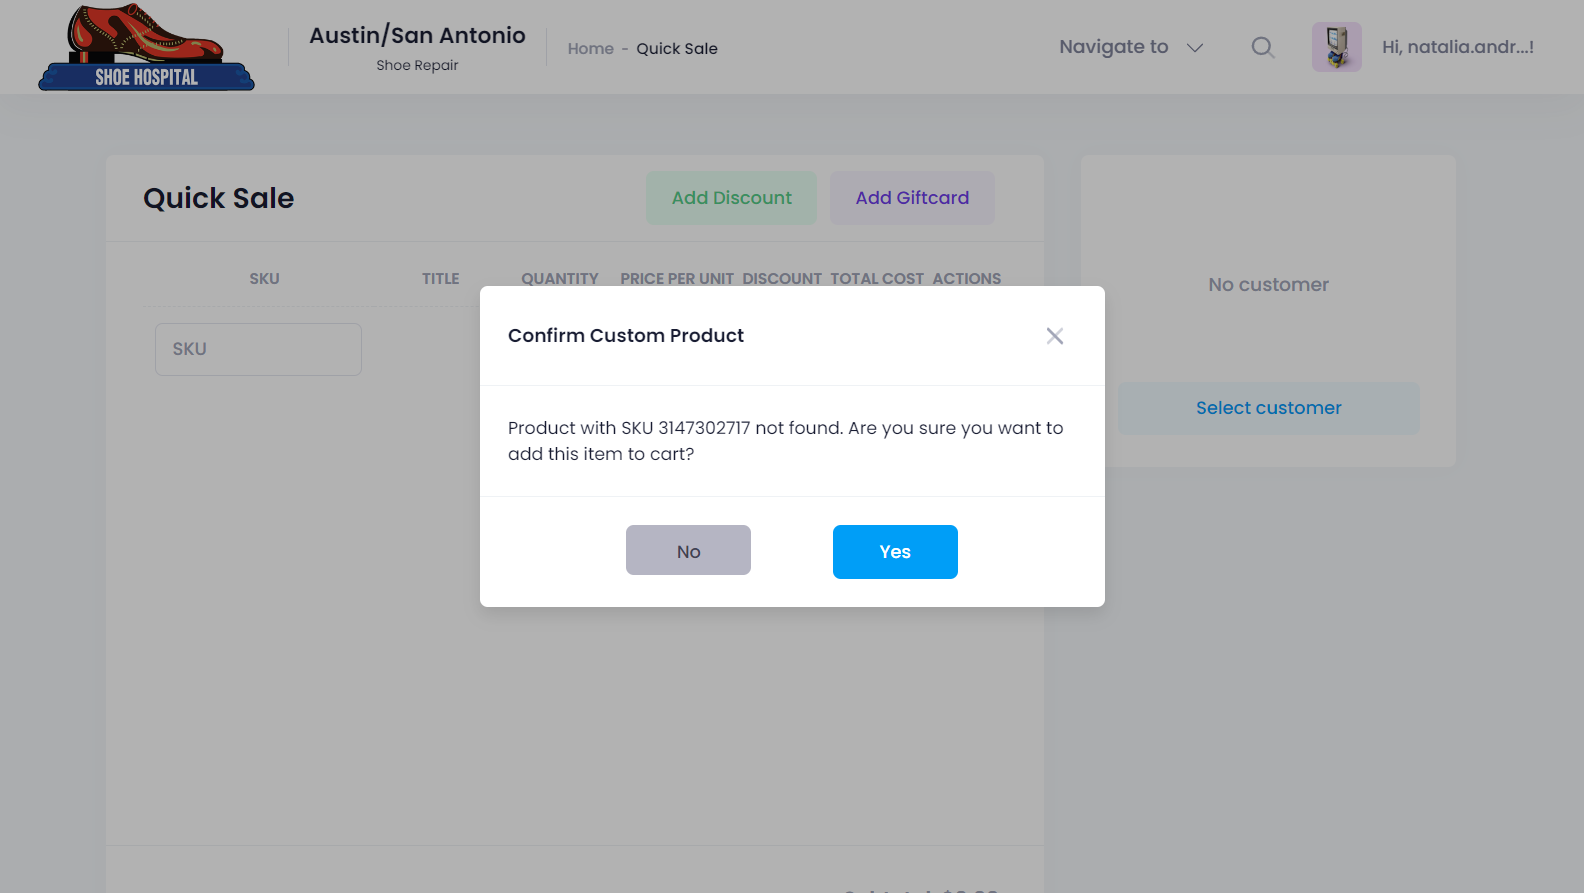 SHOE HOSPITAL
Austin/San Antonio
Shoe Repair
Home - Quick Sale
Navigate to
Hi, natalia.andr...!
Quick Sale
Add Discount
Add Giftcard
SKU TITLE QUANTITY PRICE PER UNIT DISCOUNT TOTAL COST ACTIONS
SKU
No customer
Select customer
Confirm Custom Product
Product with SKU 3147302717 not found. Are you sure you want to
add this item to cart?
No
Yes